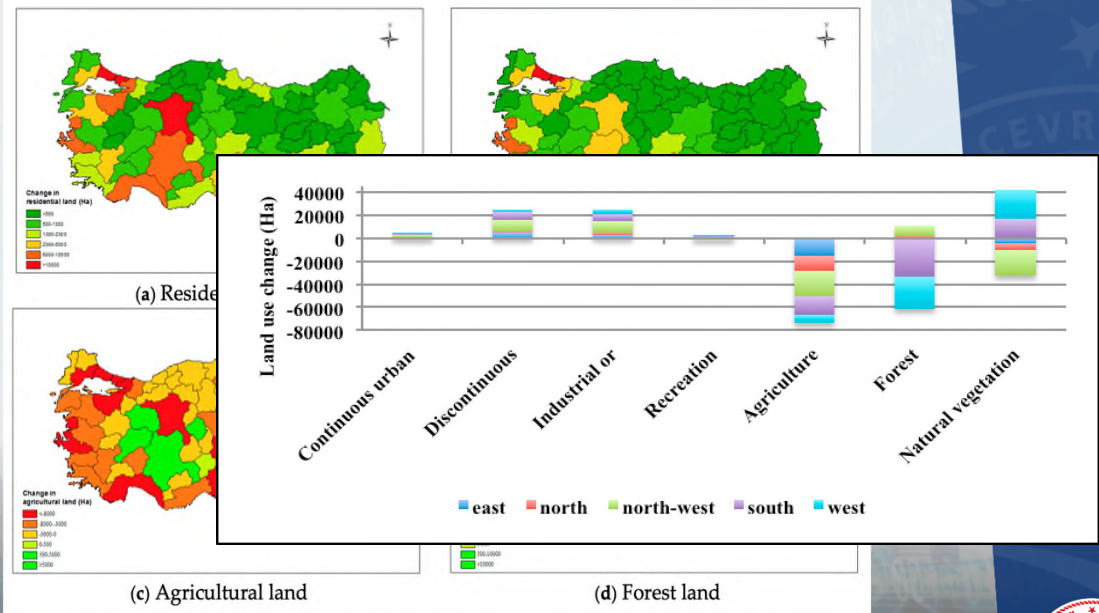 N
N
CEVR
Change in
residential land (Ha)
>10000
(a) Reside
40000
20000
0
-20000
-40000
-60000
-80000
Land use change (Ha)
Continuous urban
Discontinuous
Industrial or
Recreation
Agriculture
Forest
Natural vegetation
east north north-west south west
Change in
agricultural land (Ha)
(c) Agricultural land
(d) Forest land